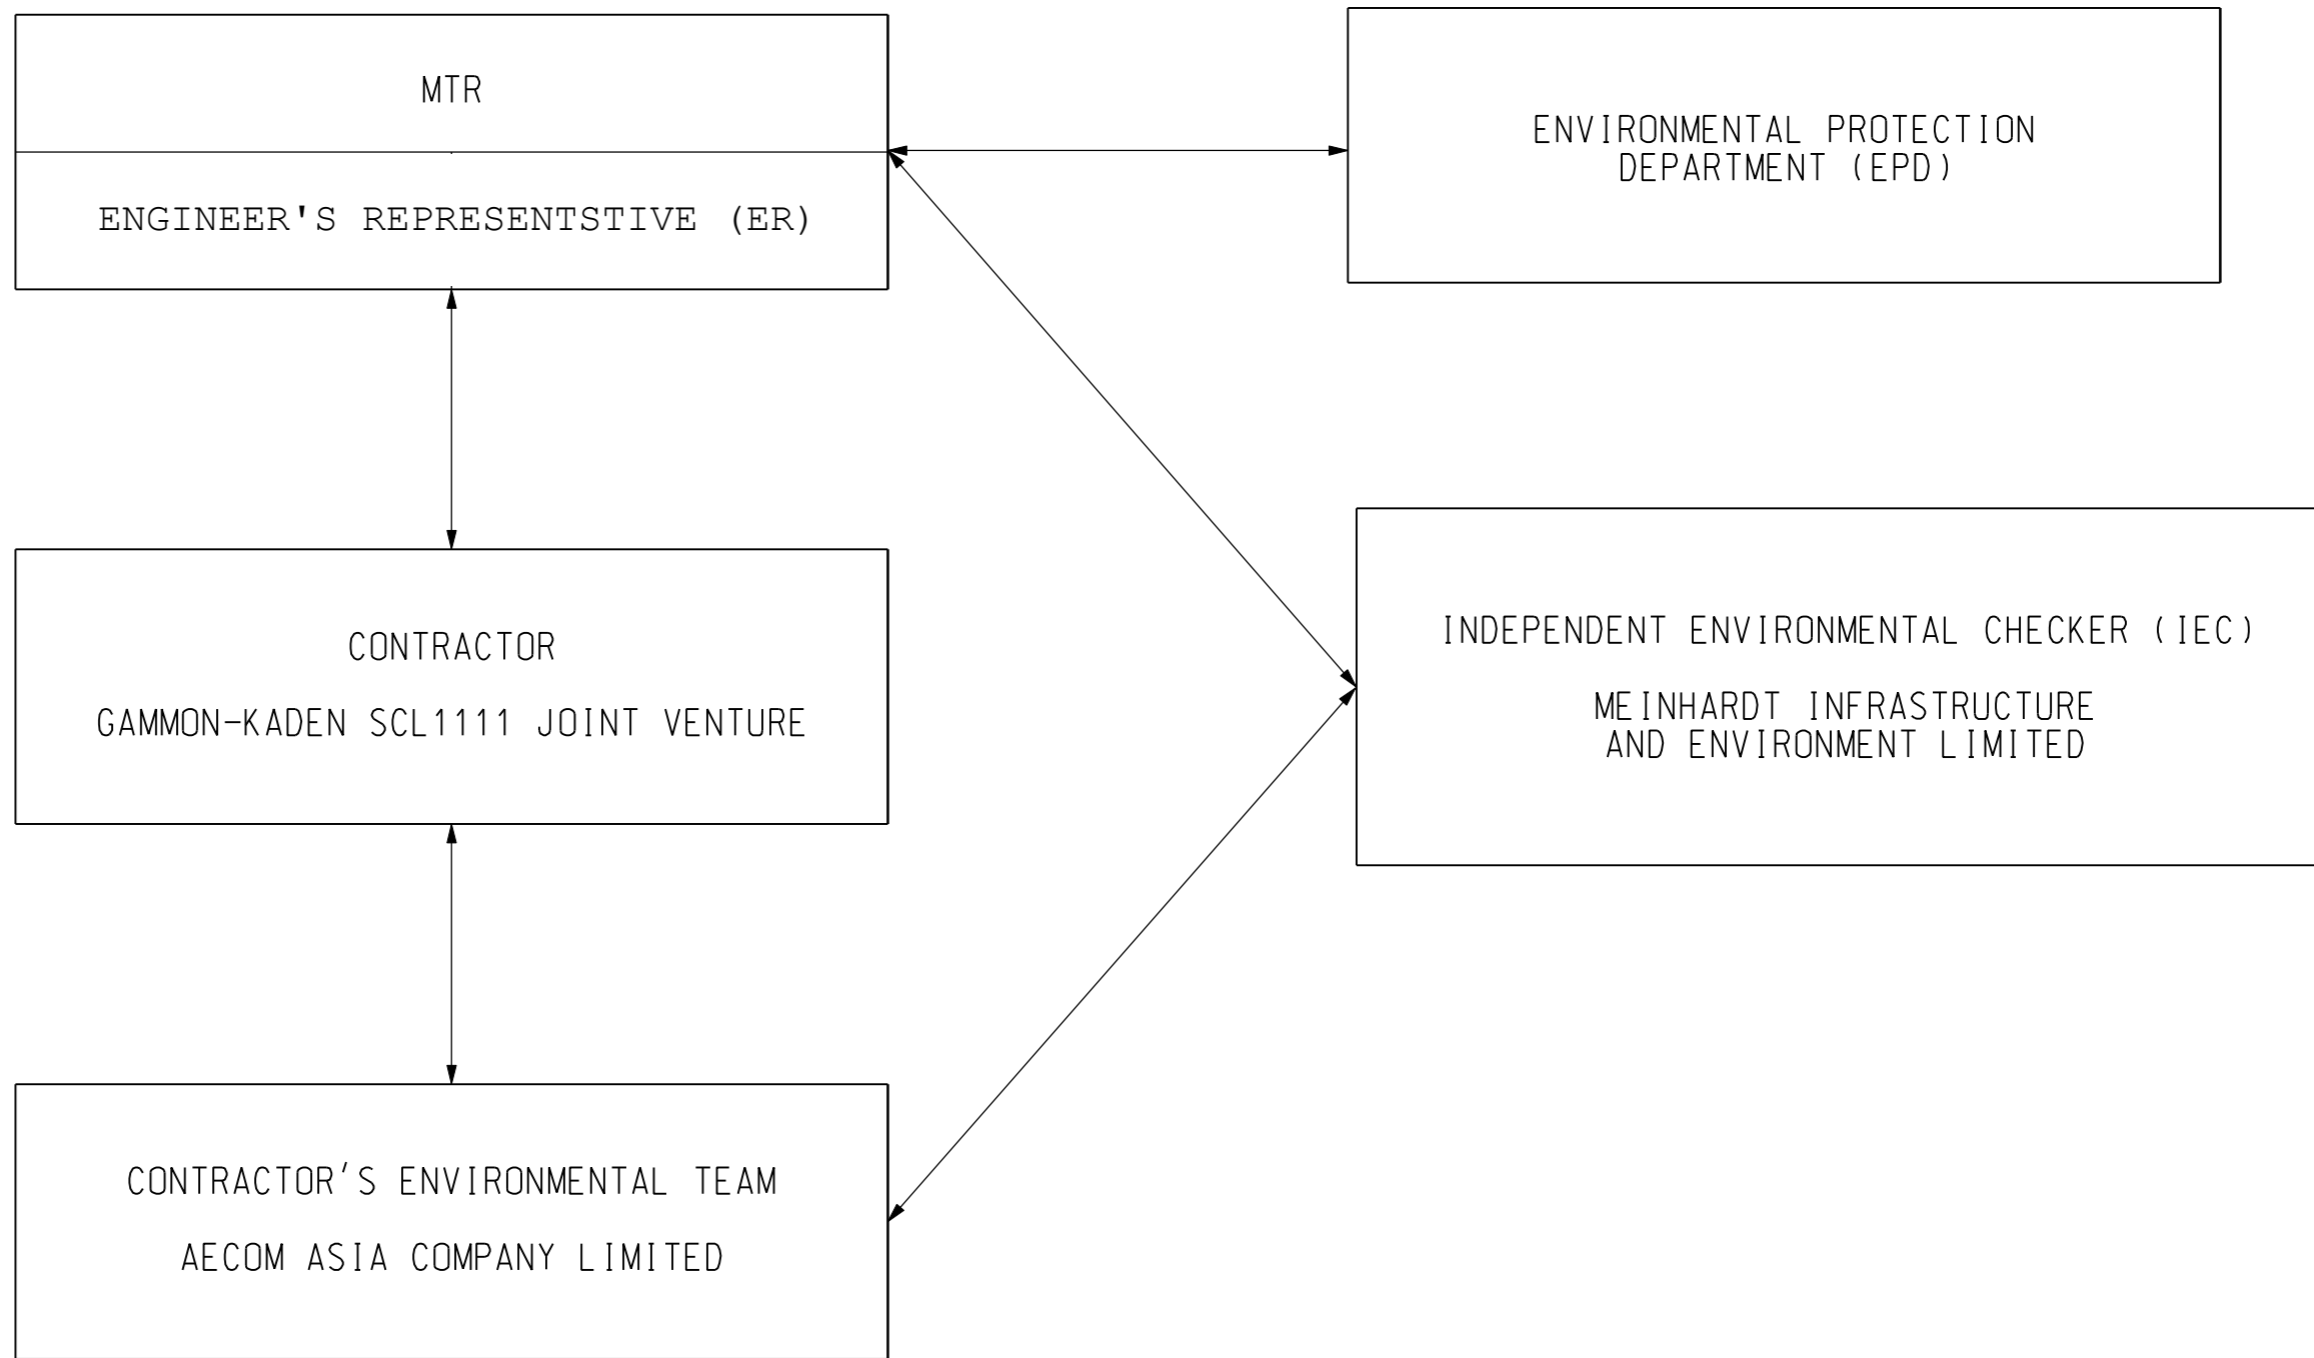 MTR
ENGINEER'S REPRESENTSTIVE (ER)
ENVIRONMENTAL PROTECTION
DEPARTMENT (EPD)
CONTRACTOR
GAMMON-KADEN SCL1111 JOINT VENTURE
INDEPENDENT ENVIRONMENTAL CHECKER (IEC)
MEINHARDT INFRASTRUCTURE
AND ENVIRONMENT LIMITED
CONTRACTOR'S ENVIRONMENTAL TEAM
AECOM ASIA COMPANY LIMITED